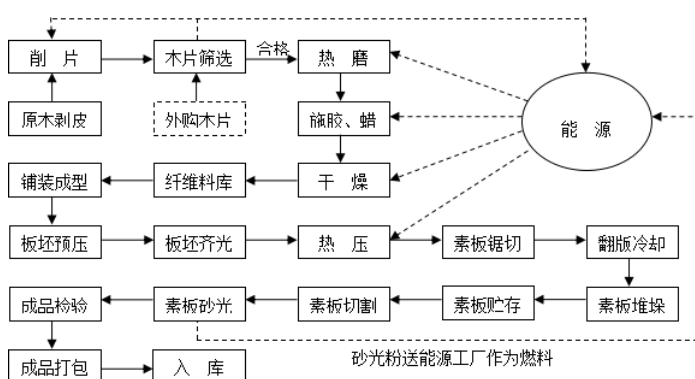 削 片
木片筛选
合格
热 磨
原木剥皮
外购木片
施胶、蜡
能 源
铺装成型
纤维料库
干 燥
板坯预压
板坯齐光
热 压
素板锯切
翻版冷却
成品检验
素板砂光
素板切割
素板贮存
素板堆垛
砂光粉送能源工厂作为燃料
成品打包
入 库